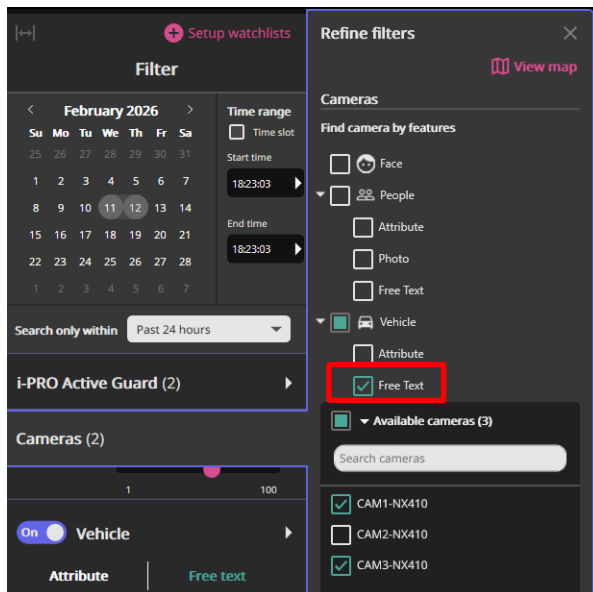 Setup watchlists
Filter
February 2026
Su Mo Tu We Th Fr Sa
25 26 27 28 29 30 31
1 2 3 4 5 6 7
8 9 10 11 12 13 14
15 16 17 18 19 20 21
22 23 24 25 26 27 28
1 2 3 4 5 6 7
Time range
Time slot
Start time
18:23:03
End time
18:23:03
Search only within Past 24 hours
i-PRO Active Guard (2)
Cameras (2)
1 100
On Vehicle
Attribute Free text
Refine filters
View map
Cameras
Find camera by features
Face
People
Attribute
Photo
Free Text
Vehicle
Attribute
Free Text
Available cameras (3)
Search cameras
CAM1-NX410
CAM2-NX410
CAM3-NX410